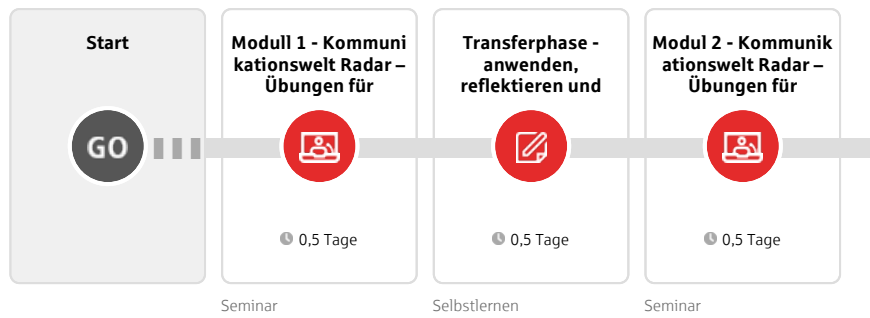 Start
GO
Modull 1 - Kommuni
kationswelt Radar –
Übungen für
0,5 Tage
Seminar
Transferphase -
anwenden,
reflektieren und
0,5 Tage
Selbstlernen
Modul 2 - Kommunik
ationswelt Radar –
Übungen für
0,5 Tage
Seminar